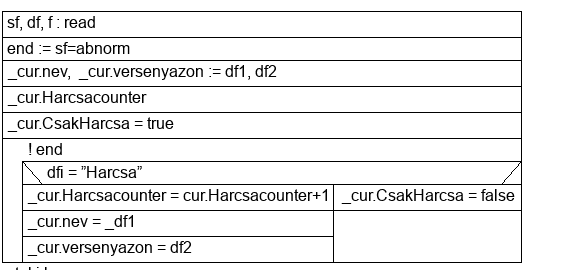 sf, df, f : read
end := sf=abnorm
_cur.nev, _cur.versenyazon := df1, df2
_cur.Harcsacounter
_cur.CsakHarcsa = true
! end
dfi = ”Harcsa”
_cur.Harcsacounter = cur.Harcsacounter+1
_cur.CsakHarcsa = false
_cur.nev = _df1
_cur.versenyazon = df2